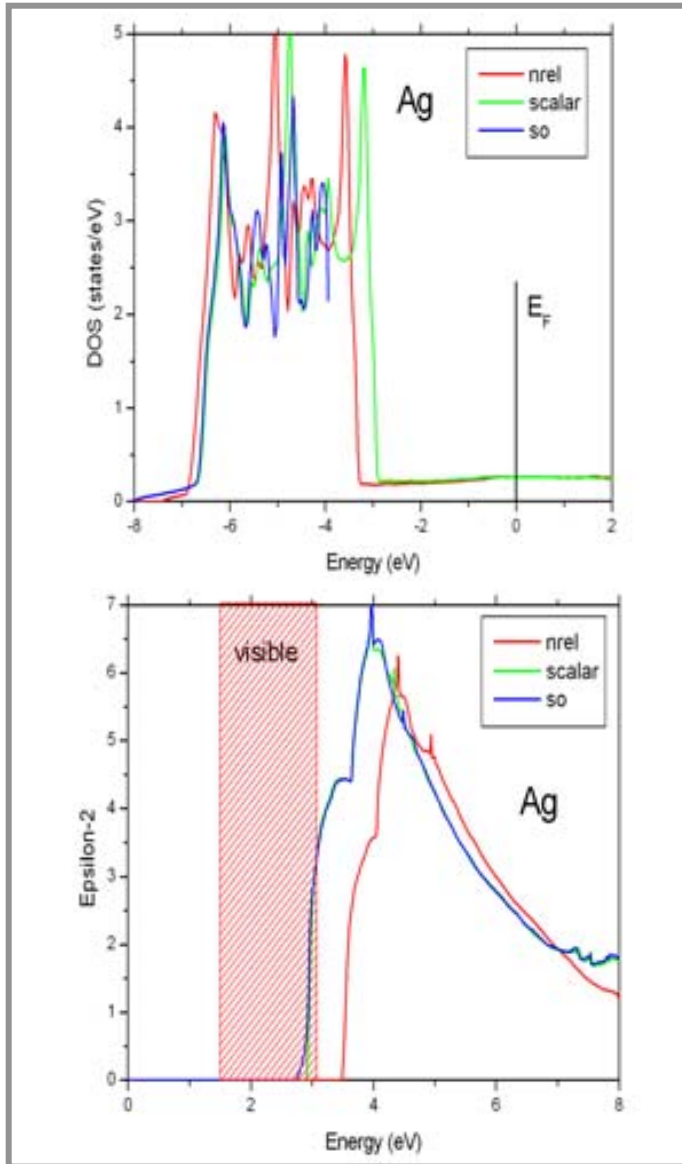 5
4
3
2
1
0
DOS (states/eV)
Ag
nrel
scalar
so
E_F
-8
-6
-4
-2
0
2
Energy (eV)
7
6
5
4
3
2
1
0
Epsilon-2
visible
nrel
scalar
so
Ag
0
2
4
6
8
Energy (eV)